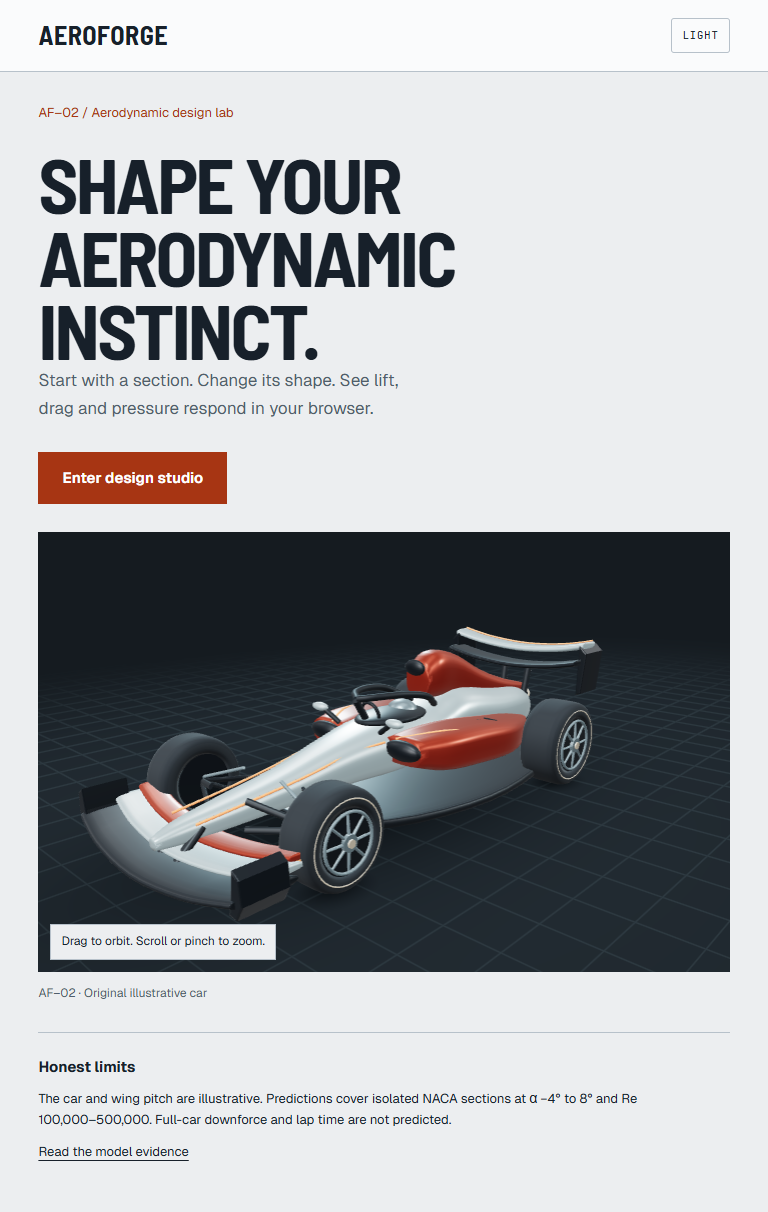 AEROFORGE
LIGHT
AF–02 / Aerodynamic design lab
SHAPE YOUR
AERODYNAMIC
INSTINCT.
Start with a section. Change its shape. See lift,
drag and pressure respond in your browser.
Enter design studio
Drag to orbit. Scroll or pinch to zoom.
AF–02 · Original illustrative car
Honest limits
The car and wing pitch are illustrative. Predictions cover isolated NACA sections at α −4° to 8° and Re
100,000–500,000. Full-car downforce and lap time are not predicted.
Read the model evidence